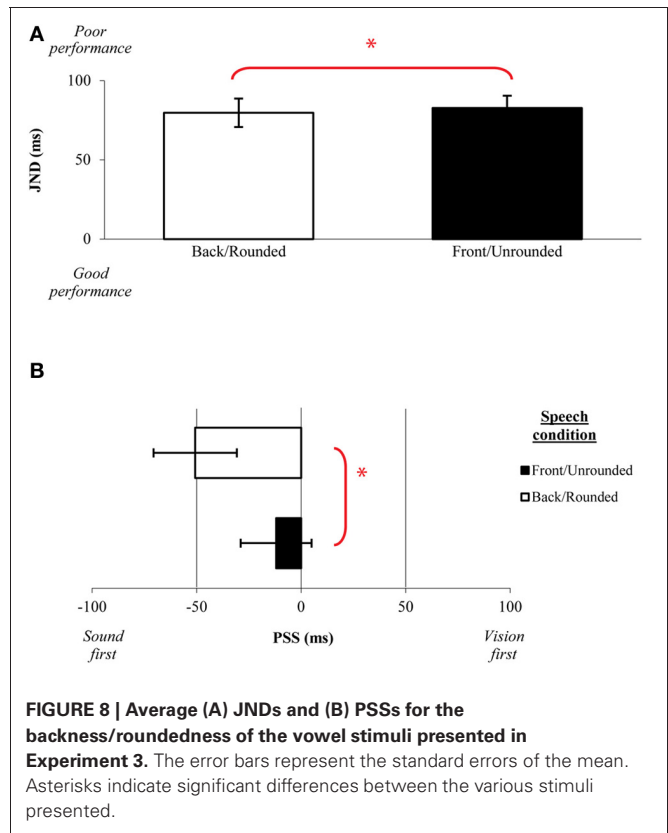 A
Poor
performance
*
100
50
0
JND (ms)
Back/Rounded
Front/Unrounded
Good
performance
B
Speech
condition
Front/Unrounded
Back/Rounded
*
-100
-50
0
50
100
Sound
first
PSS (ms)
Vision
first
FIGURE 8 | Average (A) JNDs and (B) PSSs for the
backness/roundedness of the vowel stimuli presented in
Experiment 3. The error bars represent the standard errors of the mean.
Asterisks indicate significant differences between the various stimuli
presented.